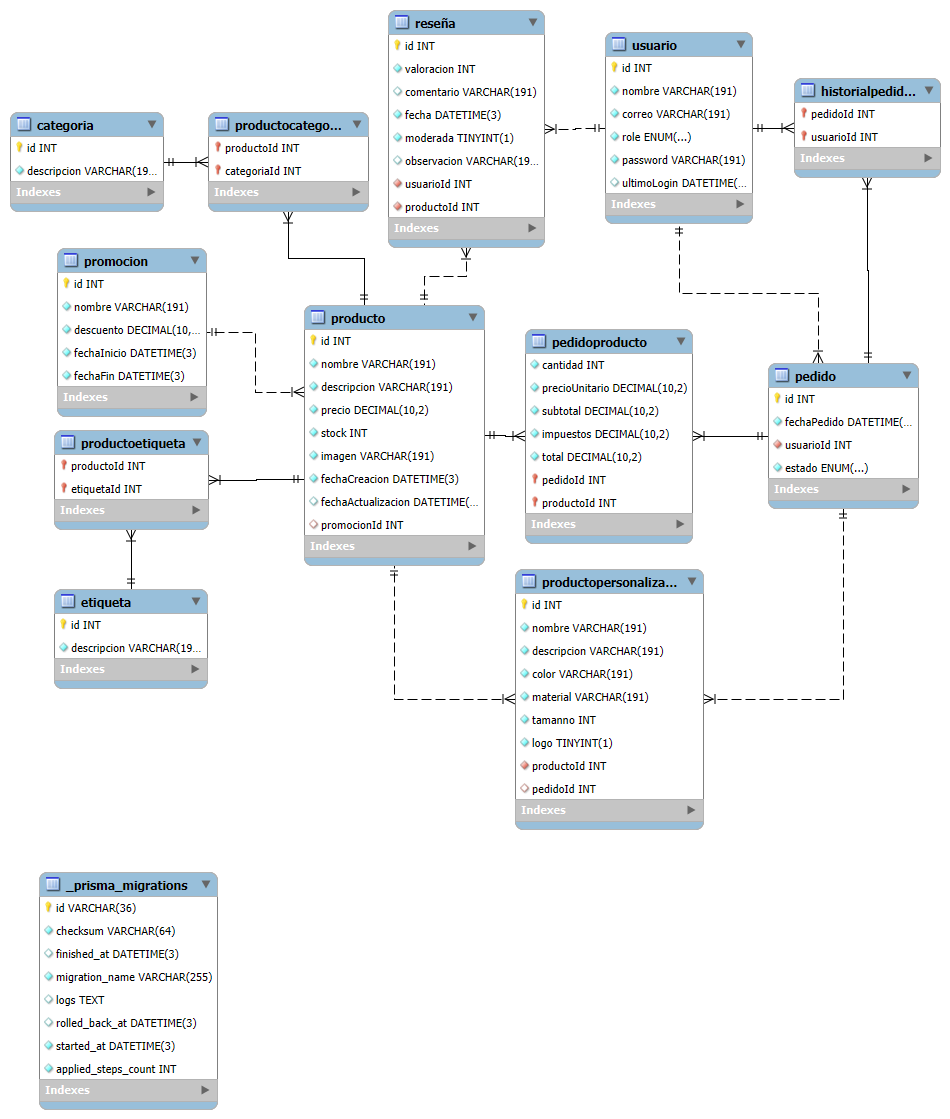 reseña
id INT
valoracion INT
comentario VARCHAR(191)
fecha DATETIME(3)
moderada TINYINT(1)
observacion VARCHAR(19...
usuarioId INT
productoId INT
Indexes
usuario
id INT
nombre VARCHAR(191)
correo VARCHAR(191)
role ENUM(...)
password VARCHAR(191)
ultimoLogin DATETIME(...
Indexes
historialpedid...
pedidoId INT
usuarioId INT
Indexes
categoria
id INT
descripcion VARCHAR(19...
Indexes
productocatego...
productoId INT
categoriaId INT
Indexes
promocion
id INT
nombre VARCHAR(191)
descuento DECIMAL(10,...
fechaInicio DATETIME(3)
fechaFin DATETIME(3)
Indexes
producto
id INT
nombre VARCHAR(191)
descripcion VARCHAR(191)
precio DECIMAL(10,2)
stock INT
imagen VARCHAR(191)
fechaCreacion DATETIME(3)
fechaActualizacion DATETIME(...
promocionId INT
Indexes
pedidoproducto
cantidad INT
precioUnitario DECIMAL(10,2)
subtotal DECIMAL(10,2)
impuestos DECIMAL(10,2)
total DECIMAL(10,2)
pedidoId INT
productoId INT
Indexes
pedido
id INT
fechaPedido DATETIME(...
usuarioId INT
estado ENUM(...)
Indexes
productoetiqueta
productoId INT
etiquetaId INT
Indexes
etiqueta
id INT
descripcion VARCHAR(19...
Indexes
productopersonaliza...
id INT
nombre VARCHAR(191)
descripcion VARCHAR(191)
color VARCHAR(191)
material VARCHAR(191)
tamanno INT
logo TINYINT(1)
productoId INT
pedidoId INT
Indexes
_prisma_migrations
id VARCHAR(36)
checksum VARCHAR(64)
finished_at DATETIME(3)
migration_name VARCHAR(255)
logs TEXT
rolled_back_at DATETIME(3)
started_at DATETIME(3)
applied_steps_count INT
Indexes